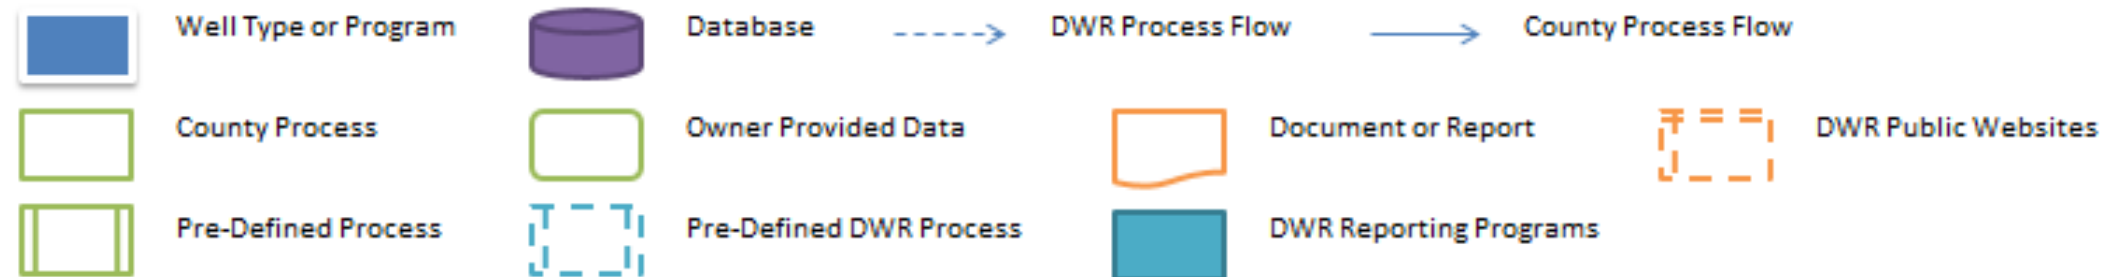 Well Type or Program
Database
DWR Process Flow
County Process Flow
County Process
Owner Provided Data
Document or Report
DWR Public Websites
Pre-Defined Process
Pre-Defined DWR Process
DWR Reporting Programs